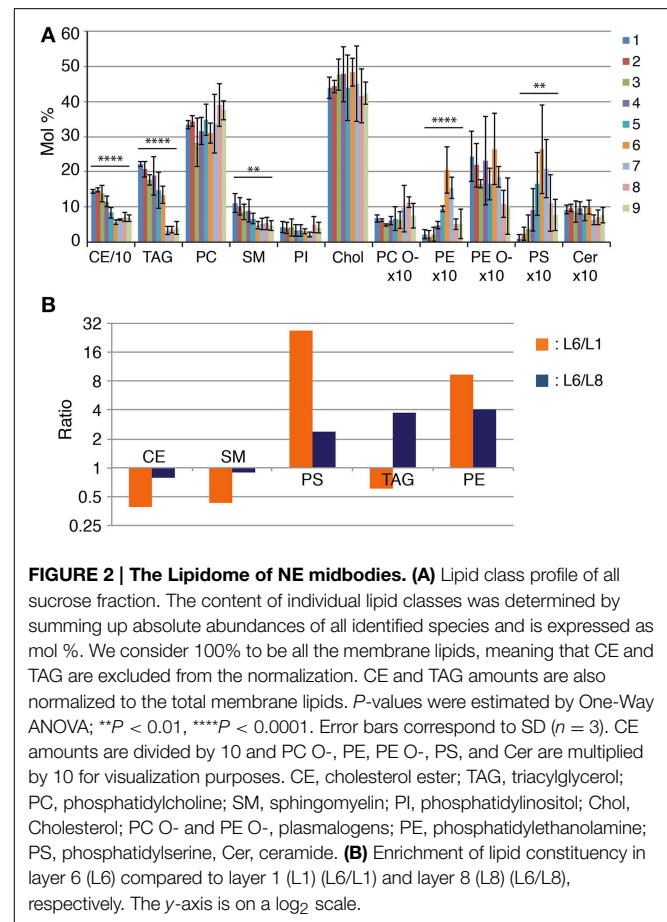 A
Mol %
60
50
40
30
20
10
0
****
****
**
****
**
CE/10 TAG PC SM PI Chol PC O- x10 PE x10 PE O- x10 PS x10 Cer x10
1
2
3
4
5
6
7
8
9
B
Ratio
32
16
8
4
2
1
0.5
0.25
CE SM PS TAG PE
: L6/L1
: L6/L8
FIGURE 2 | The Lipidome of NE midbodies. (A) Lipid class profile of all
sucrose fraction. The content of individual lipid classes was determined by
summing up absolute abundances of all identified species and is expressed as
mol %. We consider 100% to be all the membrane lipids, meaning that CE and
TAG are excluded from the normalization. CE and TAG amounts are also
normalized to the total membrane lipids. P-values were estimated by One-Way
ANOVA; **P < 0.01, ****P < 0.0001. Error bars correspond to SD (n = 3). CE
amounts are divided by 10 and PC O-, PE, PE O-, PS, and Cer are multiplied
by 10 for visualization purposes. CE, cholesterol ester; TAG, triacylglycerol;
PC, phosphatidylcholine; SM, sphingomyelin; PI, phosphatidylinositol; Chol,
Cholesterol; PC O- and PE O-, plasmalogens; PE, phosphatidylethanolamine;
PS, phosphatidylserine, Cer, ceramide. (B) Enrichment of lipid constituency in
layer 6 (L6) compared to layer 1 (L1) (L6/L1) and layer 8 (L8) (L6/L8),
respectively. The y-axis is on a log₂ scale.